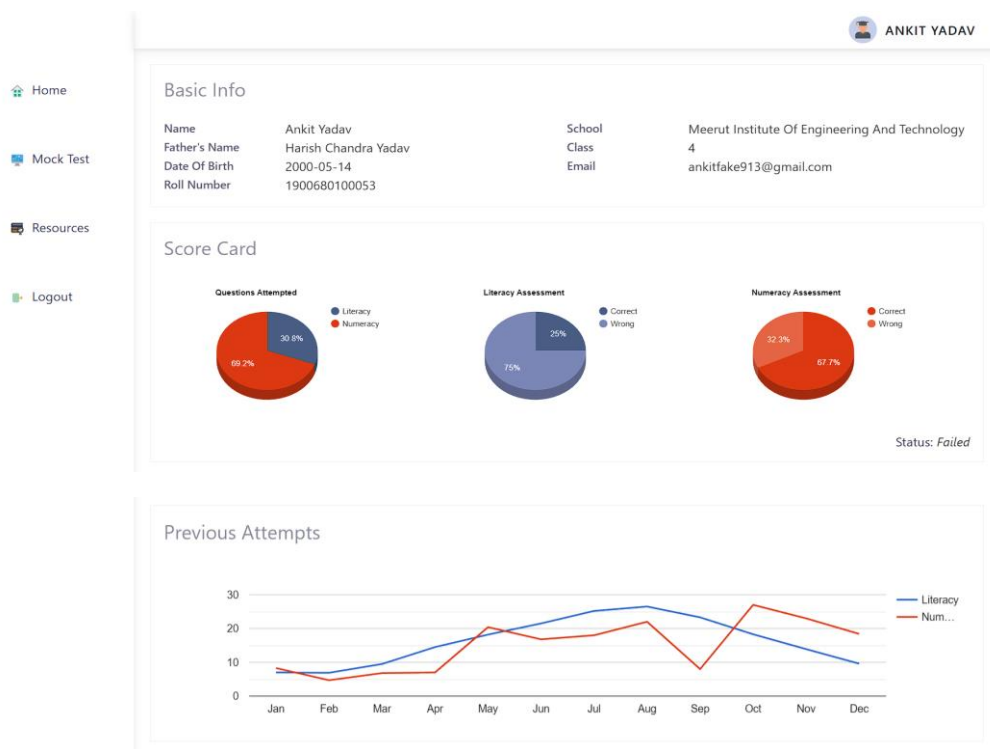 ANKIT YADAV
Home
Mock Test
Resources
Logout
Basic Info
Name Ankit Yadav School Meerut Institute Of Engineering And Technology
Father's Name Harish Chandra Yadav Class 4
Date Of Birth 2000-05-14 Email ankitfake913@gmail.com
Roll Number 1900680100053
Score Card
Questions Attempted
Literacy
Numeracy
30.8%
69.2%
Literacy Assessment
Correct
Wrong
25%
75%
Numeracy Assessment
Correct
Wrong
32.3%
67.7%
Status: Failed
Previous Attempts
30
20
10
0
Jan Feb Mar Apr May Jun Jul Aug Sep Oct Nov Dec
Literacy
Num...